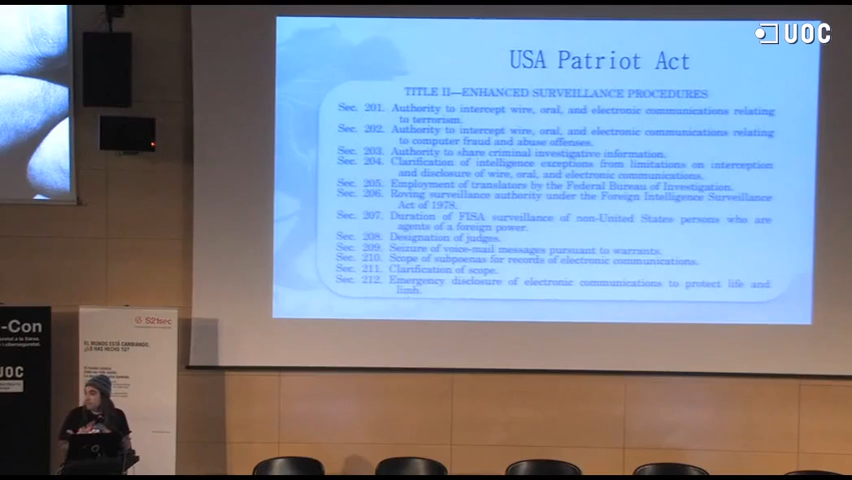 UOC
USA Patriot Act
TITLE II—ENHANCED SURVEILLANCE PROCEDURES
Sec. 201. Authority to intercept wire, oral, and electronic communications relating
to terrorism.
Sec. 202. Authority to intercept wire, oral, and electronic communications relating
to computer fraud and abuse offenses.
Sec. 203. Authority to share criminal investigative information.
Sec. 204. Clarification of intelligence exceptions from limitations on interception
and disclosure of wire, oral, and electronic communications.
Sec. 205. Employment of translators by the Federal Bureau of Investigation.
Sec. 206. Roving surveillance authority under the Foreign Intelligence Surveillance
Act of 1978.
Sec. 207. Duration of FISA surveillance of non-United States persons who are
agents of a foreign power.
Sec. 208. Designation of judges.
Sec. 209. Seizure of voice-mail messages pursuant to warrants.
Sec. 210. Scope of subpoenas for records of electronic communications.
Sec. 211. Clarification of scope.
Sec. 212. Emergency disclosure of electronic communications to protect life and
limb.
-Con
UOC
S21sec
EL MUNDO ESTÁ CAMBIANDO,
¿LO HAS HECHO TÚ?